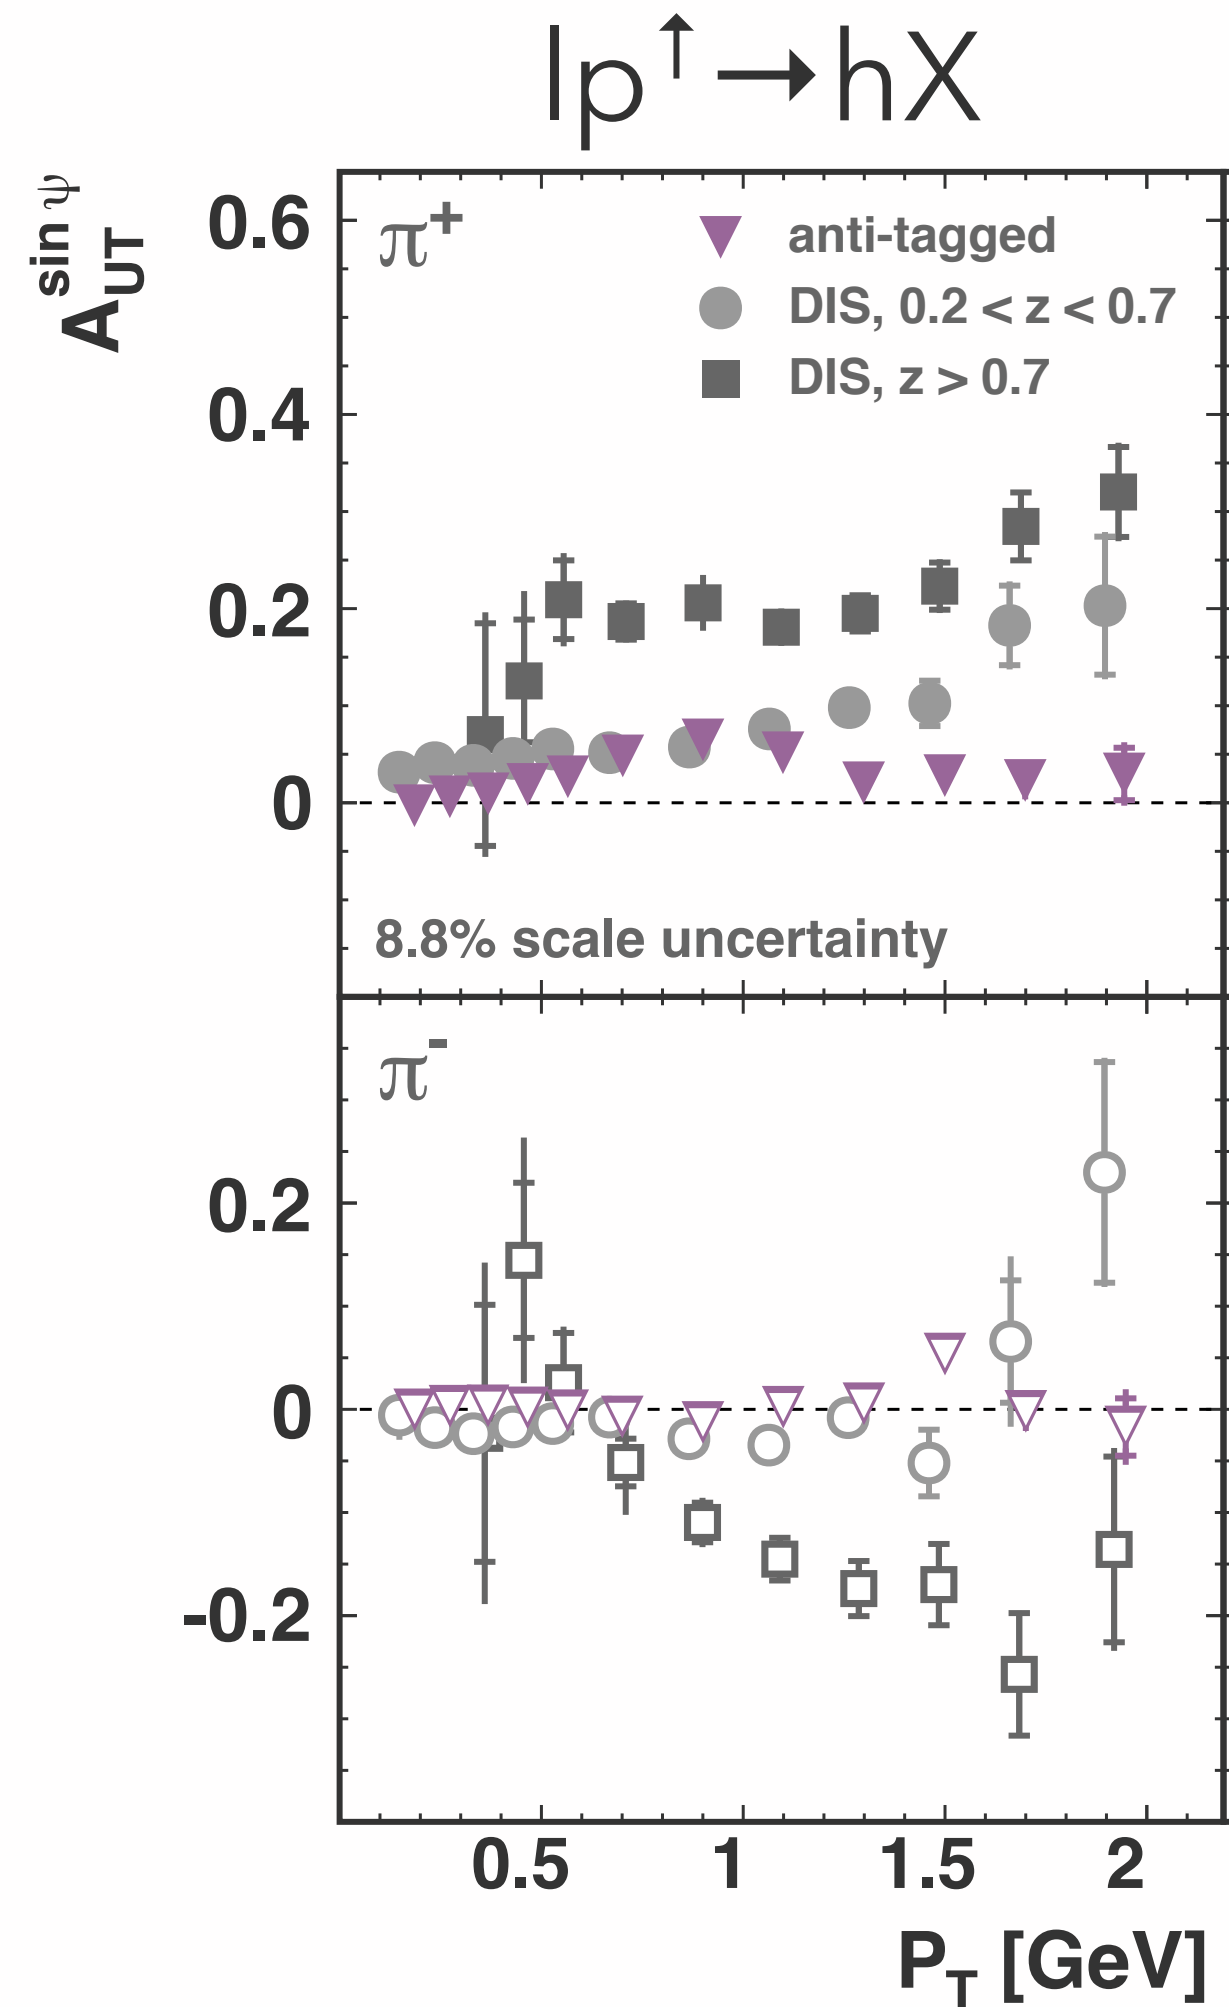 lp↑→hX
A_UT^sin ψ
0.6
π+
anti-tagged
DIS, 0.2 < z < 0.7
DIS, z > 0.7
0.4
0.2
0
8.8% scale uncertainty
π-
0.2
0
-0.2
0.5 1 1.5 2
P_T [GeV]